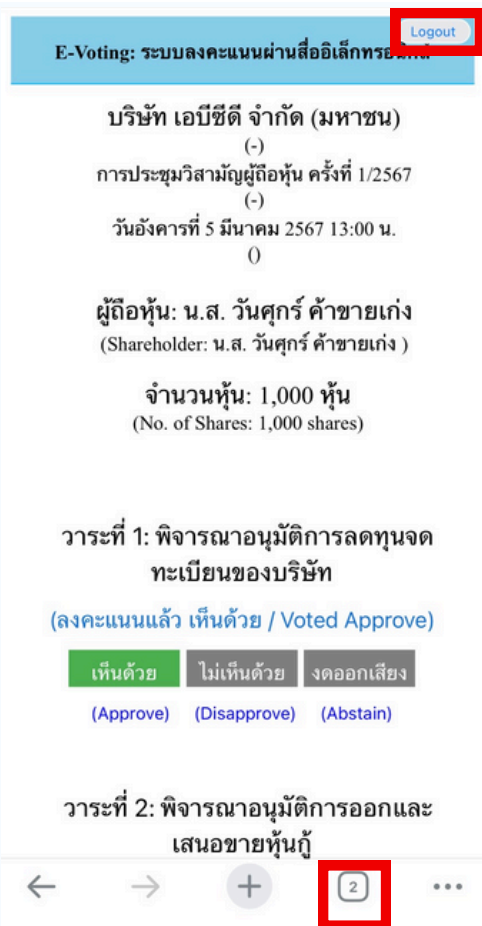 Logout
E-Voting: ระบบลงคะแนนผ่านสื่ออิเล็กทรอนิกส์
บริษัท เอบีซีดี จำกัด (มหาชน)
(-)
การประชุมวิสามัญผู้ถือหุ้น ครั้งที่ 1/2567
(-)
วันอังคารที่ 5 มีนาคม 2567 13:00 น.
()
ผู้ถือหุ้น: น.ส. วันศุกร์ ค้าขายเก่ง
(Shareholder: น.ส. วันศุกร์ ค้าขายเก่ง )
จำนวนหุ้น: 1,000 หุ้น
(No. of Shares: 1,000 shares)
วาระที่ 1: พิจารณาอนุมัติการลดทุนจด
ทะเบียนของบริษัท
(ลงคะแนนแล้ว เห็นด้วย / Voted Approve)
เห็นด้วย ไม่เห็นด้วย งดออกเสียง
(Approve) (Disapprove) (Abstain)
วาระที่ 2: พิจารณาอนุมัติการออกและ
เสนอขายหุ้นกู้
2